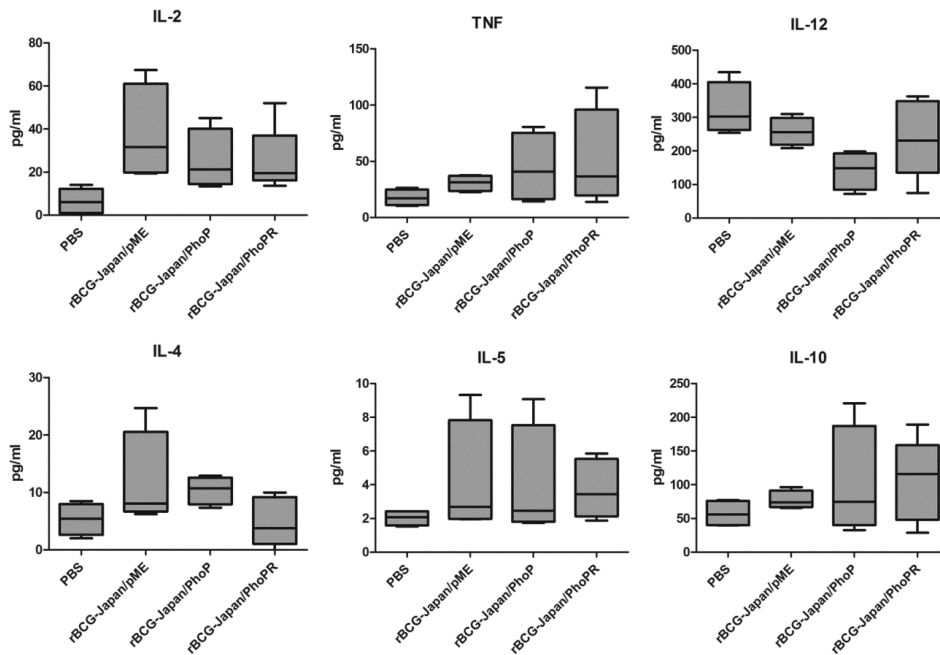 IL-2
80
60
40
20
0
pg/ml
PBS
rBCG-Japan/pME
rBCG-Japan/PhoP
rBCG-Japan/PhoPR
TNF
150
100
50
0
pg/ml
PBS
rBCG-Japan/pME
rBCG-Japan/PhoP
rBCG-Japan/PhoPR
IL-12
500
400
300
200
100
0
pg/ml
PBS
rBCG-Japan/pME
rBCG-Japan/PhoP
rBCG-Japan/PhoPR
IL-4
30
20
10
0
pg/ml
PBS
rBCG-Japan/pME
rBCG-Japan/PhoP
rBCG-Japan/PhoPR
IL-5
10
8
6
4
2
0
pg/ml
PBS
rBCG-Japan/pME
rBCG-Japan/PhoP
rBCG-Japan/PhoPR
IL-10
250
200
150
100
50
0
pg/ml
PBS
rBCG-Japan/pME
rBCG-Japan/PhoP
rBCG-Japan/PhoPR